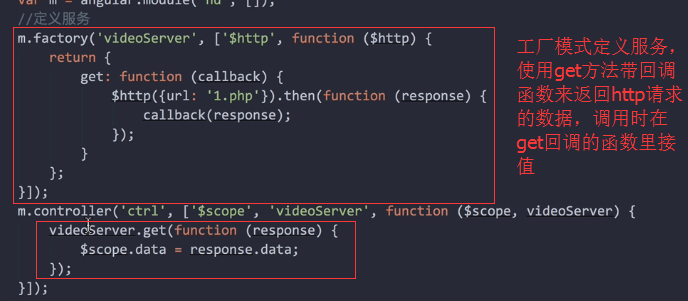 var m = angular.module('hd', []);
//定义服务
m.factory('videoServer', ['$http', function ($http) {
return {
get: function (callback) {
$http({url: '1.php'}).then(function (response) {
callback(response);
});
}
};
}]);
m.controller('ctrl', ['$scope', 'videoServer', function ($scope, videoServer) {
videoServer.get(function (response) {
$scope.data = response.data;
});
}]);
工厂模式定义服务，
使用get方法带回调
函数来返回http请求
的数据，调用时在
get回调的函数里接
值